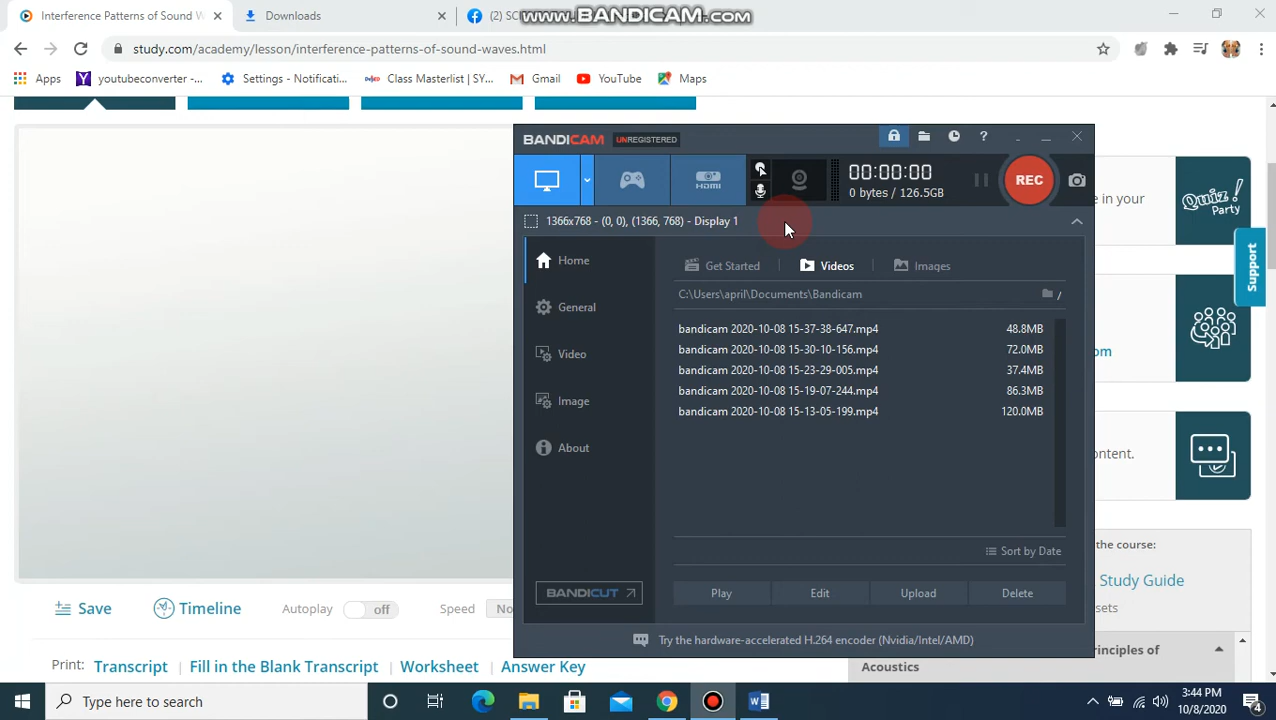 Interference Patterns of Sound W
Downloads
(2) SC
www.BANDICAM.com
study.com/academy/lesson/interference-patterns-of-sound-waves.html
Apps
youtubeconverter -...
Settings - Notificati...
Class Masterlist | SY...
Gmail
YouTube
Maps
BANDICAM UNREGISTERED
?
HDMI
00:00:00
0 bytes / 126.5GB
REC
1366x768 - (0, 0), (1366, 768) - Display 1
Home
General
Video
Image
About
BANDICUT
Get Started
Videos
Images
C:\Users\april\Documents\Bandicam
/
bandicam 2020-10-08 15-37-38-647.mp4 48.8MB
bandicam 2020-10-08 15-30-10-156.mp4 72.0MB
bandicam 2020-10-08 15-23-29-005.mp4 37.4MB
bandicam 2020-10-08 15-19-07-244.mp4 86.3MB
bandicam 2020-10-08 15-13-05-199.mp4 120.0MB
Sort by Date
Play Edit Upload Delete
Try the hardware-accelerated H.264 encoder (Nvidia/Intel/AMD)
e in your
Quiz! Party
Support
om
ontent.
the course:
Study Guide
sets
rinciples of
Acoustics
Save
Timeline
Autoplay off
Speed No
Print: Transcript | Fill in the Blank Transcript | Worksheet | Answer Key
Type here to search
3:44 PM
10/8/2020
4